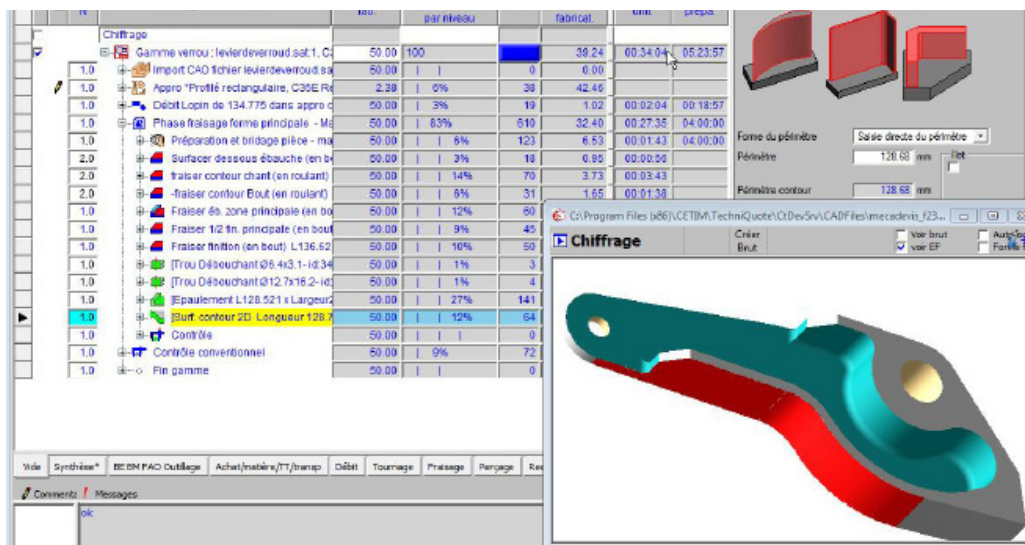 N fab. par niveau fabricat. unit prépa.
Chiffrage
Gamme verrou : levierdeverroud.sat:1, C 50.00 100 39.24 00:34:04 05:23:57
1.0 Import CAO fichier levierdeverroud.sa 50.00 0 0.00
1.0 Appro "Profilé rectangulaire, C35E Re 2.38 6% 38 42.46
1.0 Débit Lopin de 134.775 dans appro c 50.00 3% 19 1.02 00:02:04 00:18:57
1.0 Phase fraisage forme principale - Ma 50.00 83% 610 32.40 00:27:35 04:00:00
1.0 Préparation et bridage pièce - ma 50.00 6% 123 6.53 00:01:43 04:00:00
2.0 Surfacer dessous ébauche (en b 50.00 3% 18 0.95 00:00:56
2.0 fraiser contour chant (en roulant) 50.00 14% 70 3.73 00:03:43
2.0 -fraiser contour Bout (en roulant) 50.00 6% 31 1.65 00:01:38
1.0 Fraiser éb. zone principale (en bo 50.00 12% 60
1.0 Fraiser 1/2 fin. principale (en bout 50.00 9% 45
1.0 Fraiser finition (en bout) L136.62 50.00 10% 50
1.0 [Trou Débouchant Ø6.4x3.1- id:34 50.00 1% 3
1.0 [Trou Débouchant Ø12.7x16.2- id: 50.00 1% 4
1.0 [Epaulement L128.521 x Largeur2 50.00 27% 141
1.0 [Surf. contour 2D Longueur 128.7 50.00 12% 64
1.0 Contrôle 50.00 0
1.0 Contrôle conventionnel 50.00 9% 72
1.0 Fin gamme 50.00 0
Forme du périmètre Saisie directe du périmètre
Périmètre 128.68 mm Ilot
Périmètre contour 128.68 mm
C:\Program Files (x86)\CETIM\TechniQuote\CtDevSrv\CADFiles\mecadevis_f23...
Chiffrage Créer Brut Voir brut
voir EF
Vide Synthèse* BE BM FAO Outillage Achat/matière/TT/transp Débit Tournage Fraisage Perçage Rec
Comments Messages
ok